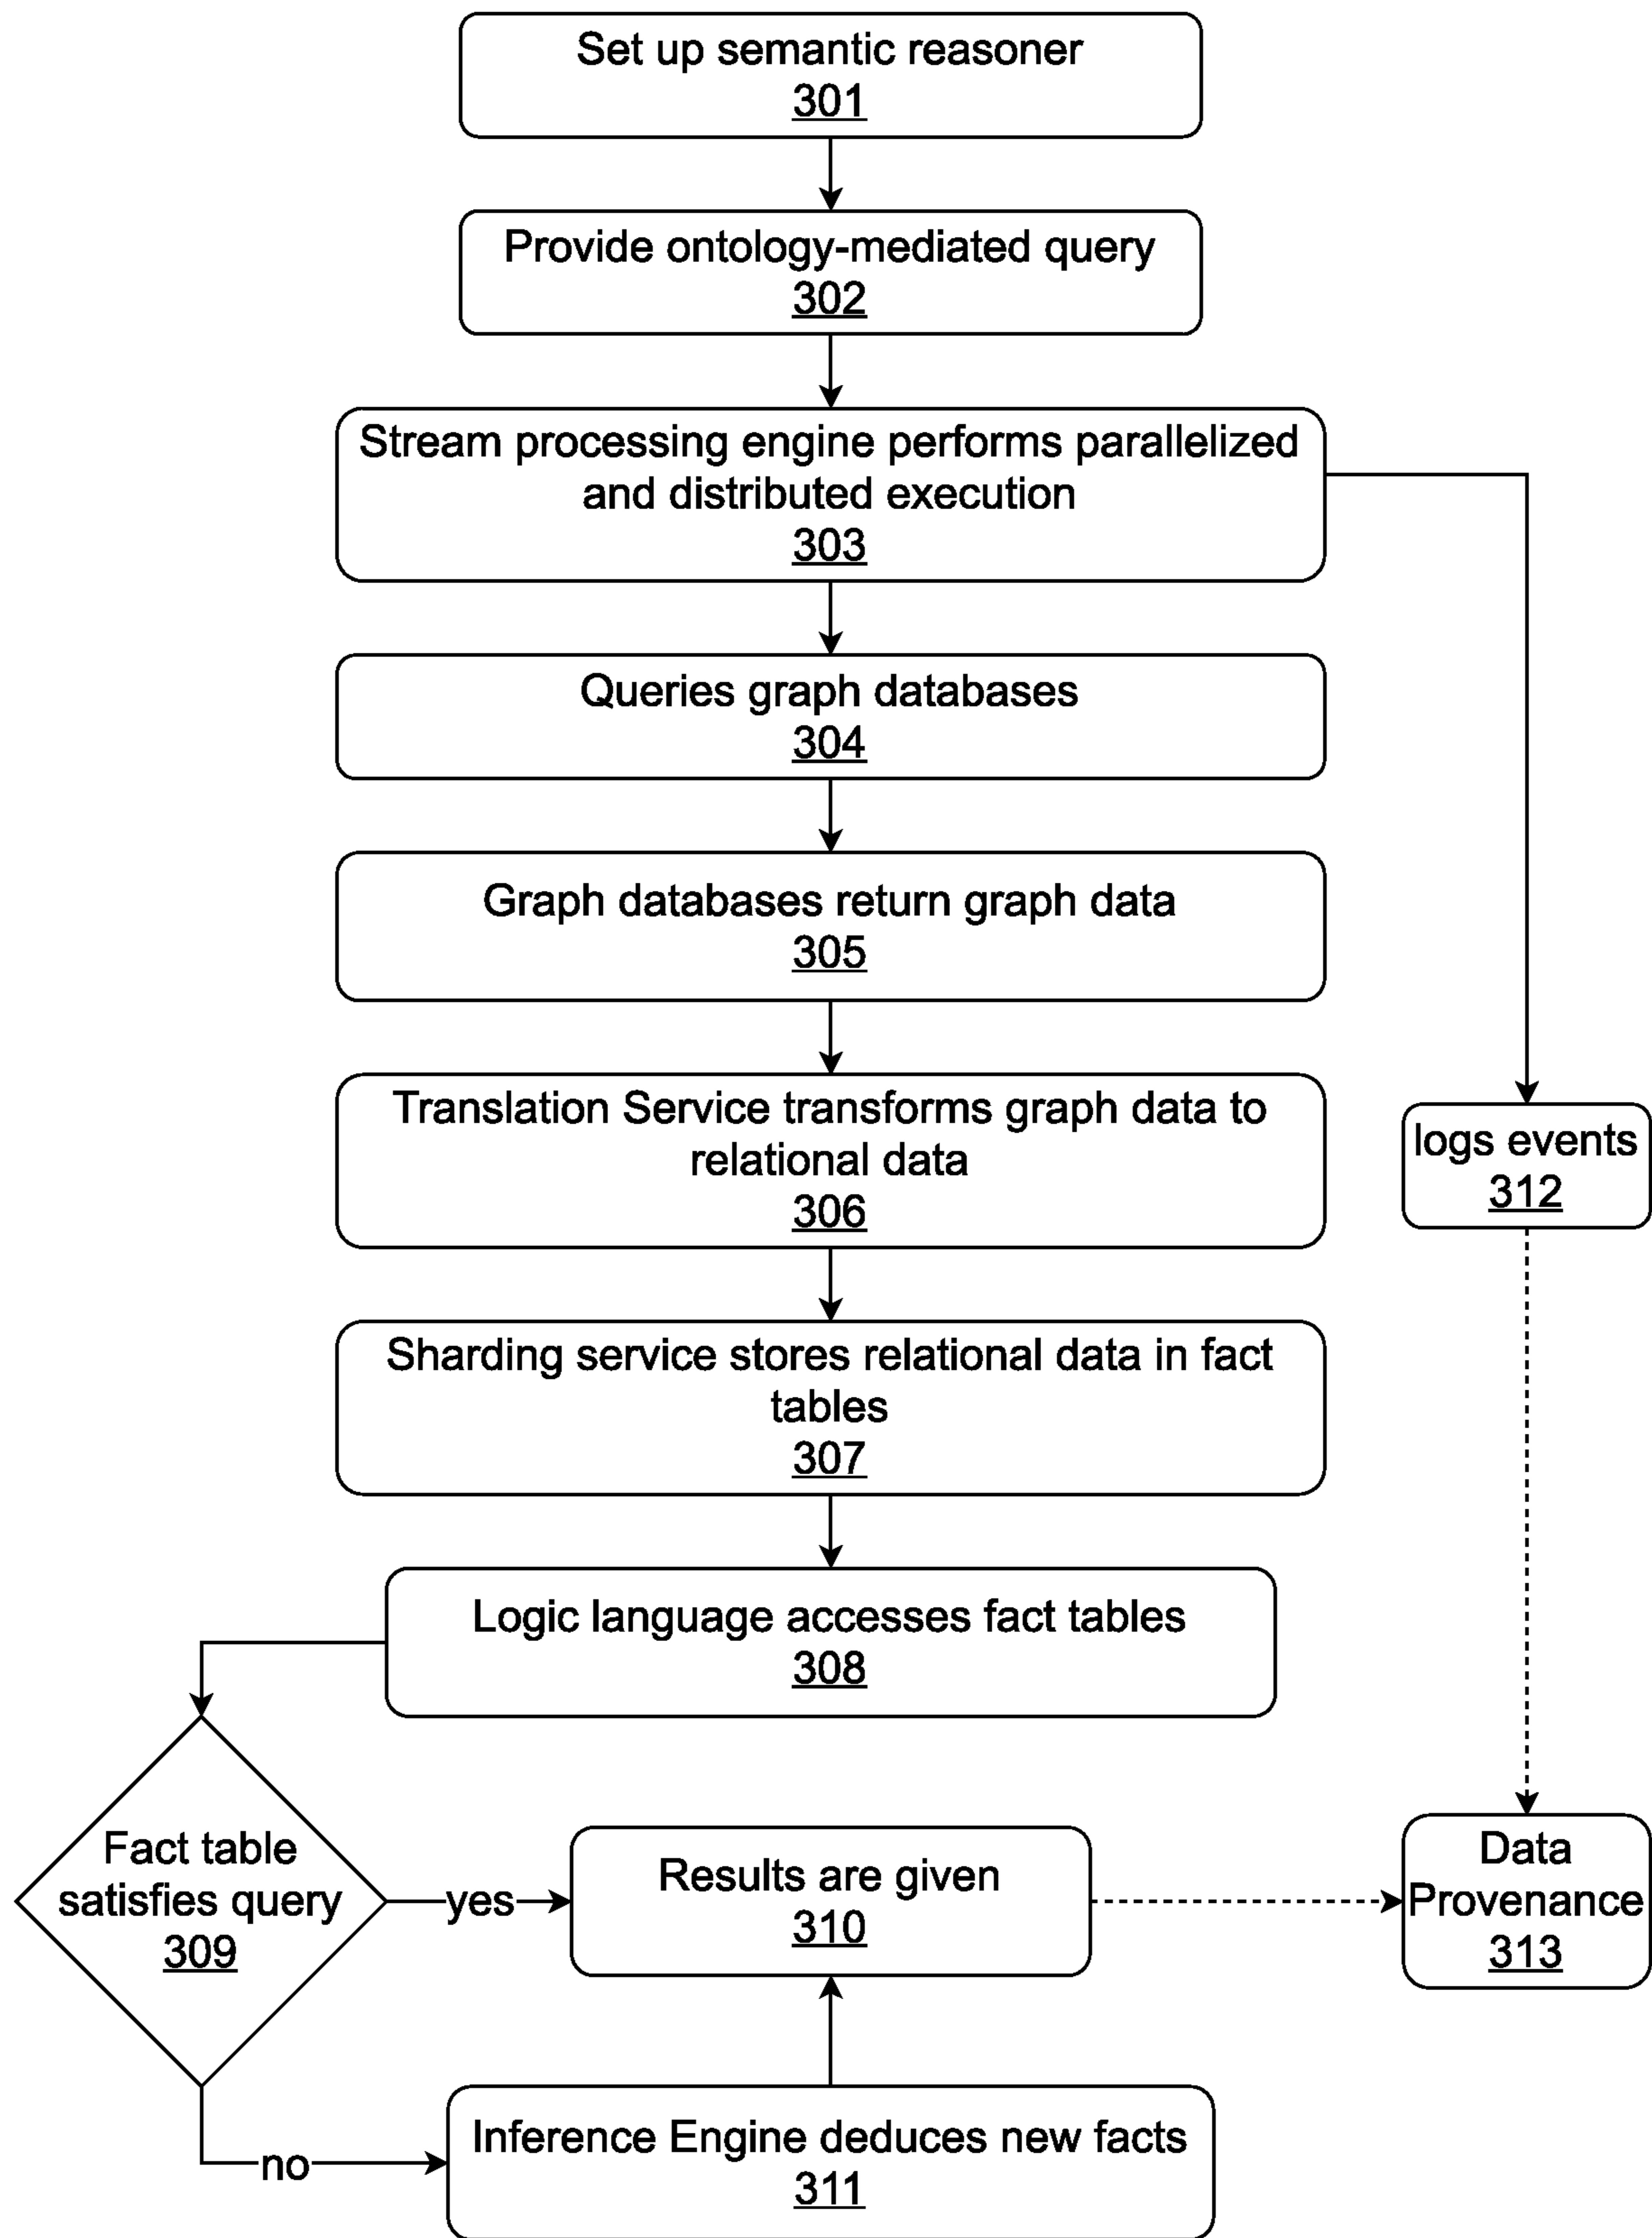 Set up semantic reasoner
301
Provide ontology-mediated query
302
Stream processing engine performs parallelized
and distributed execution
303
Queries graph databases
304
Graph databases return graph data
305
Translation Service transforms graph data to
relational data
306
logs events
312
Sharding service stores relational data in fact
tables
307
Logic language accesses fact tables
308
Fact table
satisfies query
309
yes
Results are given
310
Data
Provenance
313
no
Inference Engine deduces new facts
311